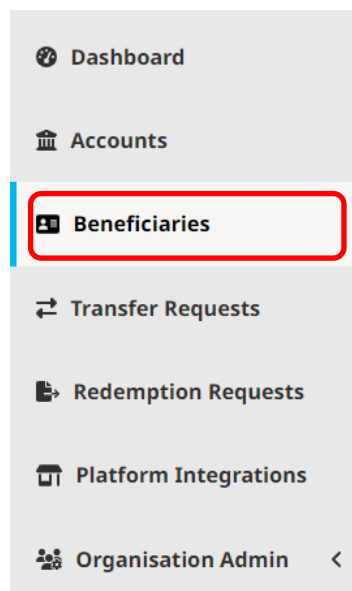 Dashboard
Accounts
Beneficiaries
Transfer Requests
Redemption Requests
Platform Integrations
Organisation Admin